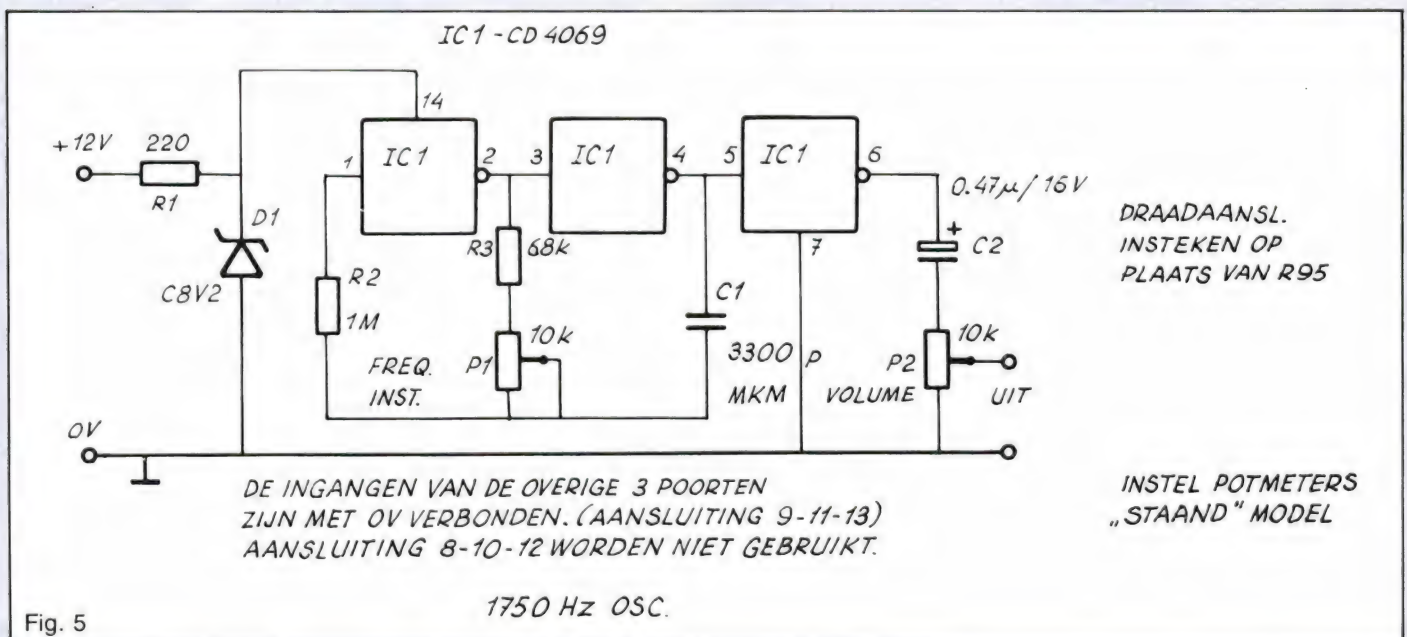 IC1-CD4069
14
+12V
220
R1
D1
C8V2
1
IC1
2
3
IC1
4
5
IC1
6
7
R2
1M
R3
68k
FREQ.
INST.
P1
10k
C1
3300 P
MKM
0.47µ/16V
+
C2
10k
P2
VOLUME
UIT
0V
DRAADAANSL.
INSTEKEN OP
PLAATS VAN R95
INSTEL POTMETERS
„STAAND" MODEL
DE INGANGEN VAN DE OVERIGE 3 POORTEN
ZIJN MET 0V VERBONDEN. (AANSLUITING 9-11-13)
AANSLUITING 8-10-12 WORDEN NIET GEBRUIKT.
1750 Hz OSC.
Fig. 5